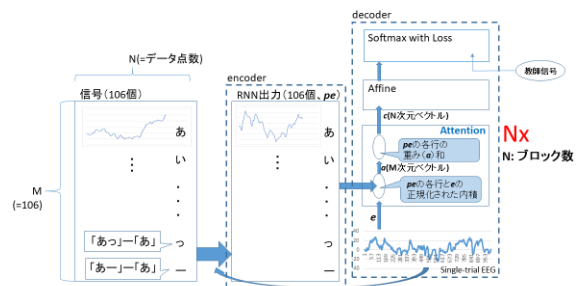 N(=データ点数)
信号(106個)
M
(=106)
あ
い
・
・
・
っ
ー
「あっ」ー「あ」
「あー」ー「あ」
encoder
RNN出力(106個、pe)
あ
い
・
・
・
っ
ー
decoder
Softmax with Loss
教師信号
Affine
c(N次元ベクトル)
Attention
peの各行の
重み(a)和
a(M次元ベクトル)
peの各行とeの
正規化された内積
e
Nx
N: ブロック数
Single-trial EEG